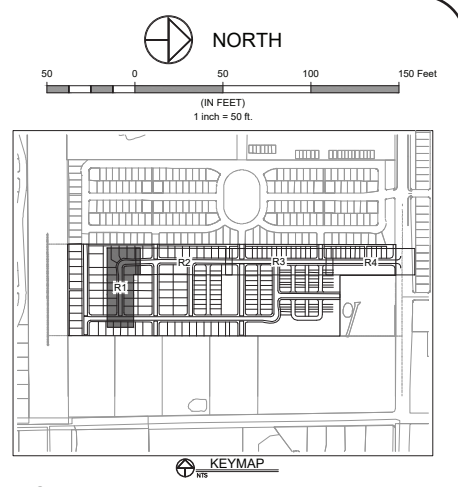 NORTH
50 0 50 100 150 Feet
(IN FEET)
1 inch = 50 ft.
R2 R3 R4
R1
KEYMAP
NTS